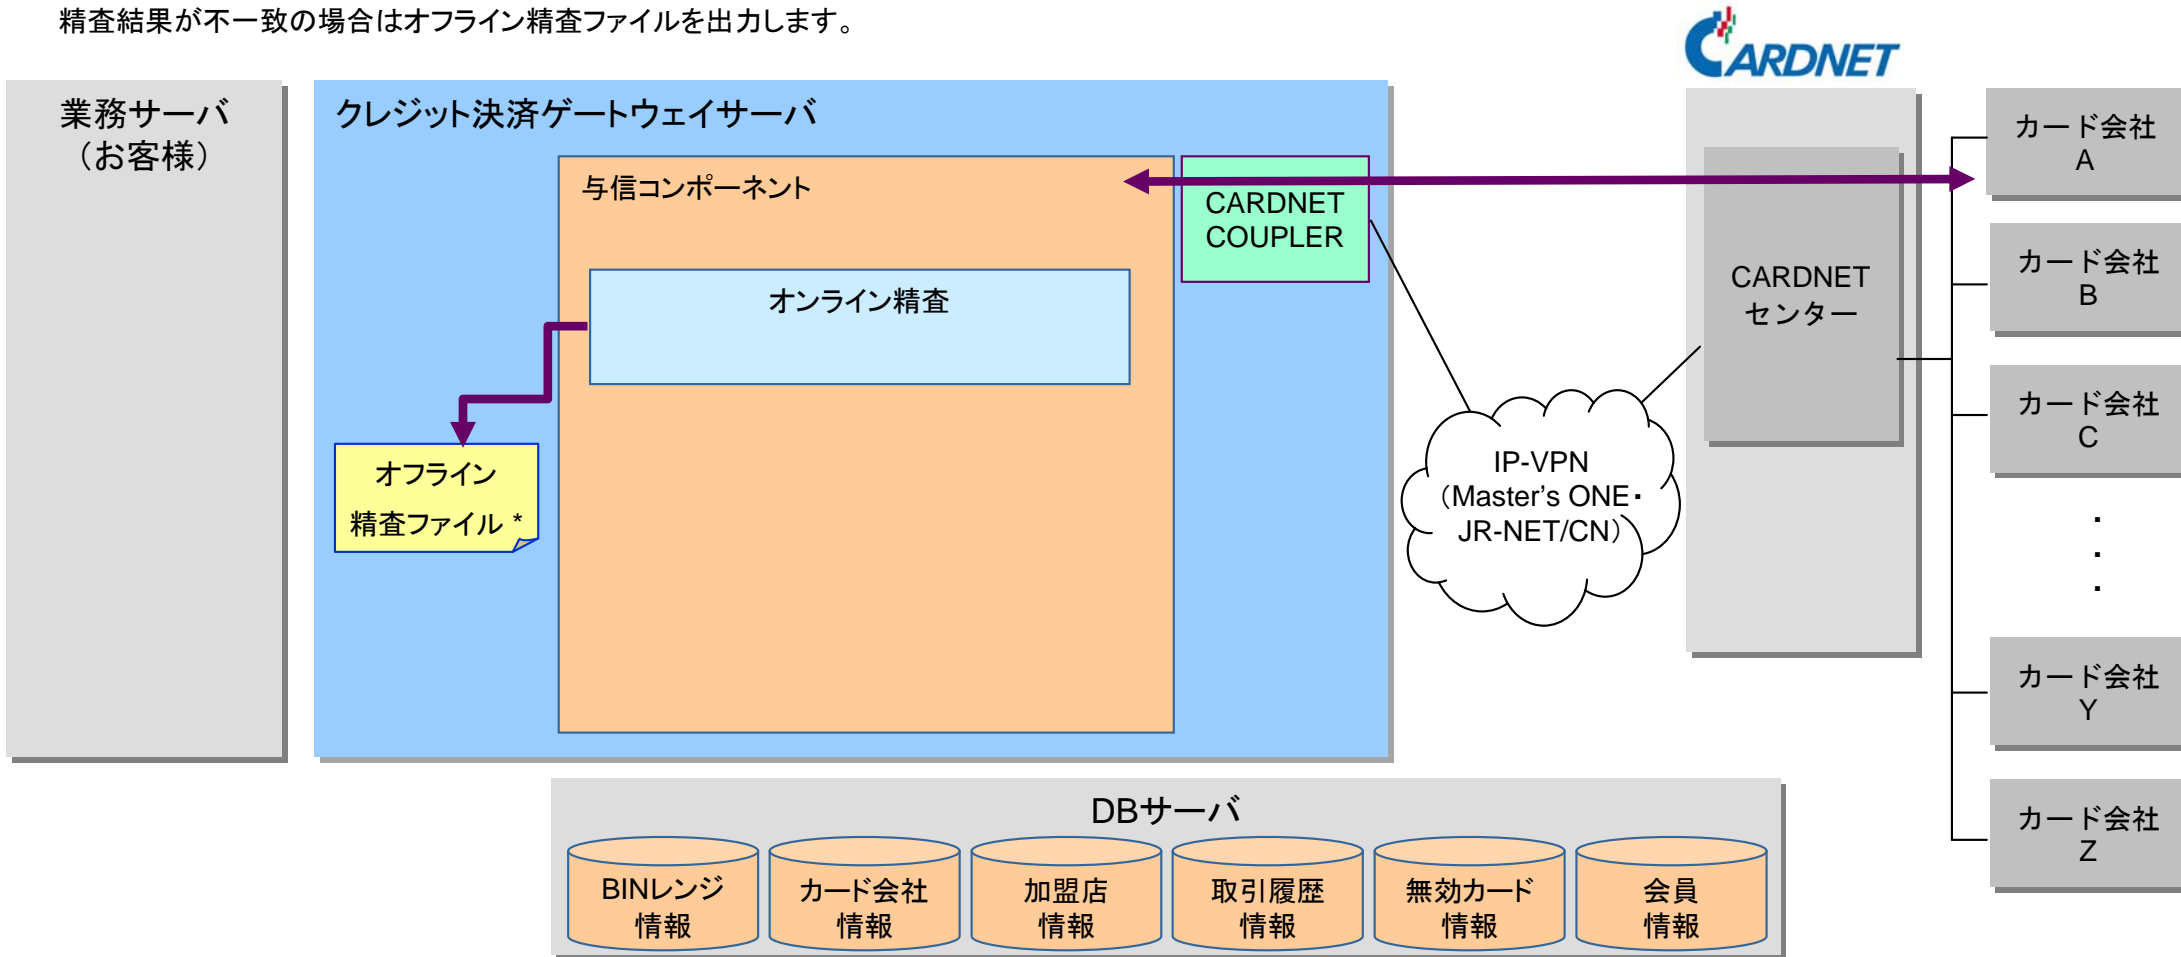 精査結果が不一致の場合はオフライン精査ファイルを出力します。
CARDNET
業務サーバ
（お客様）
クレジット決済ゲートウェイサーバ
与信コンポーネント
CARDNET
COUPLER
オンライン精査
オフライン
精査ファイル *
IP-VPN
（Master's ONE・
JR-NET/CN）
CARDNET
センター
カード会社
A
カード会社
B
カード会社
C
・
・
・
カード会社
Y
カード会社
Z
DBサーバ
BINレンジ
情報
カード会社
情報
加盟店
情報
取引履歴
情報
無効カード
情報
会員
情報